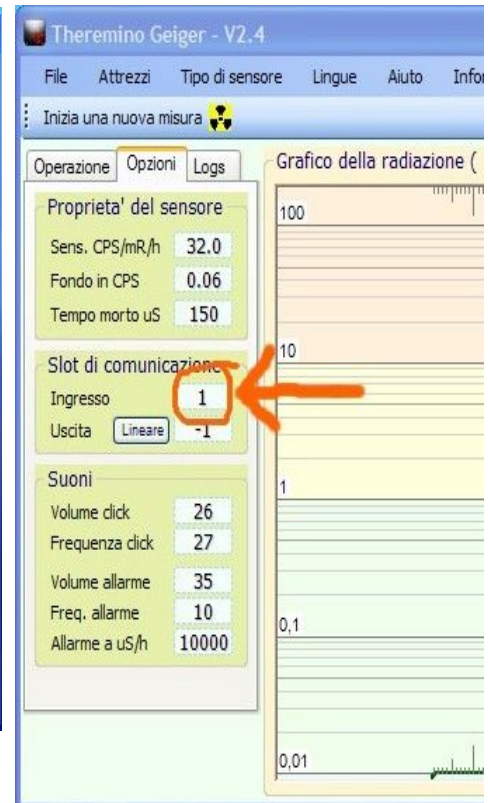 Theremino Geiger - V2.4
File Attrezzi Tipo di sensore Lingue Aiuto
Inizia una nuova misura
Operazione Opzioni Logs
Proprieta' del sensore
Sens. CPS/mR/h 32.0
Fondo in CPS 0.06
Tempo morto uS 150
Slot di comunicazione
Ingresso 1
Uscita Lineare -1
Suoni
Volume click 26
Frequenza click 27
Volume allarme 35
Freq. allarme 10
Allarme a uS/h 10000
Grafico della radiazione (
100
10
1
0,1
0,01